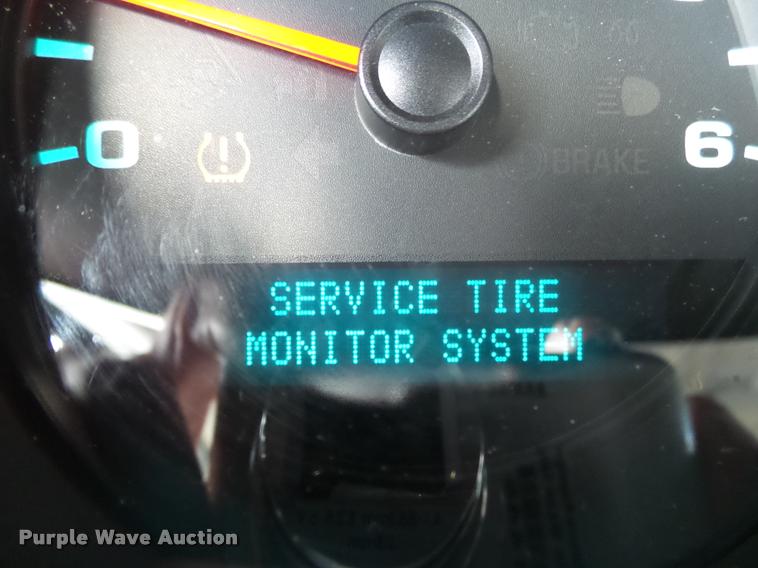 0
6
BRAKE
SERVICE TIRE
MONITOR SYSTEM
Purple Wave Auction